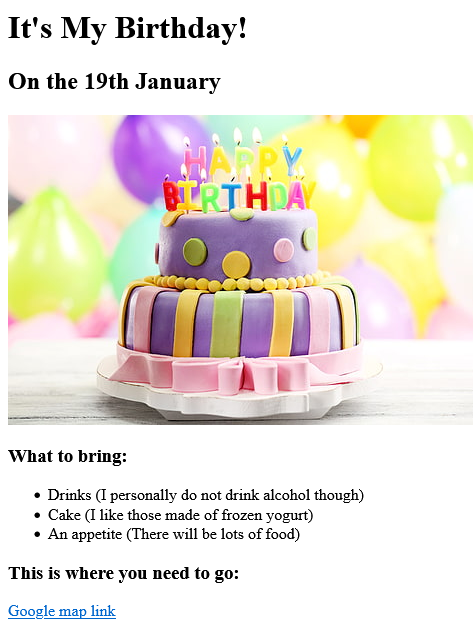 It's My Birthday!
On the 19th January
HAPPY
BIRTHDAY
What to bring:
Drinks (I personally do not drink alcohol though)
Cake (I like those made of frozen yogurt)
An appetite (There will be lots of food)
This is where you need to go:
Google map link